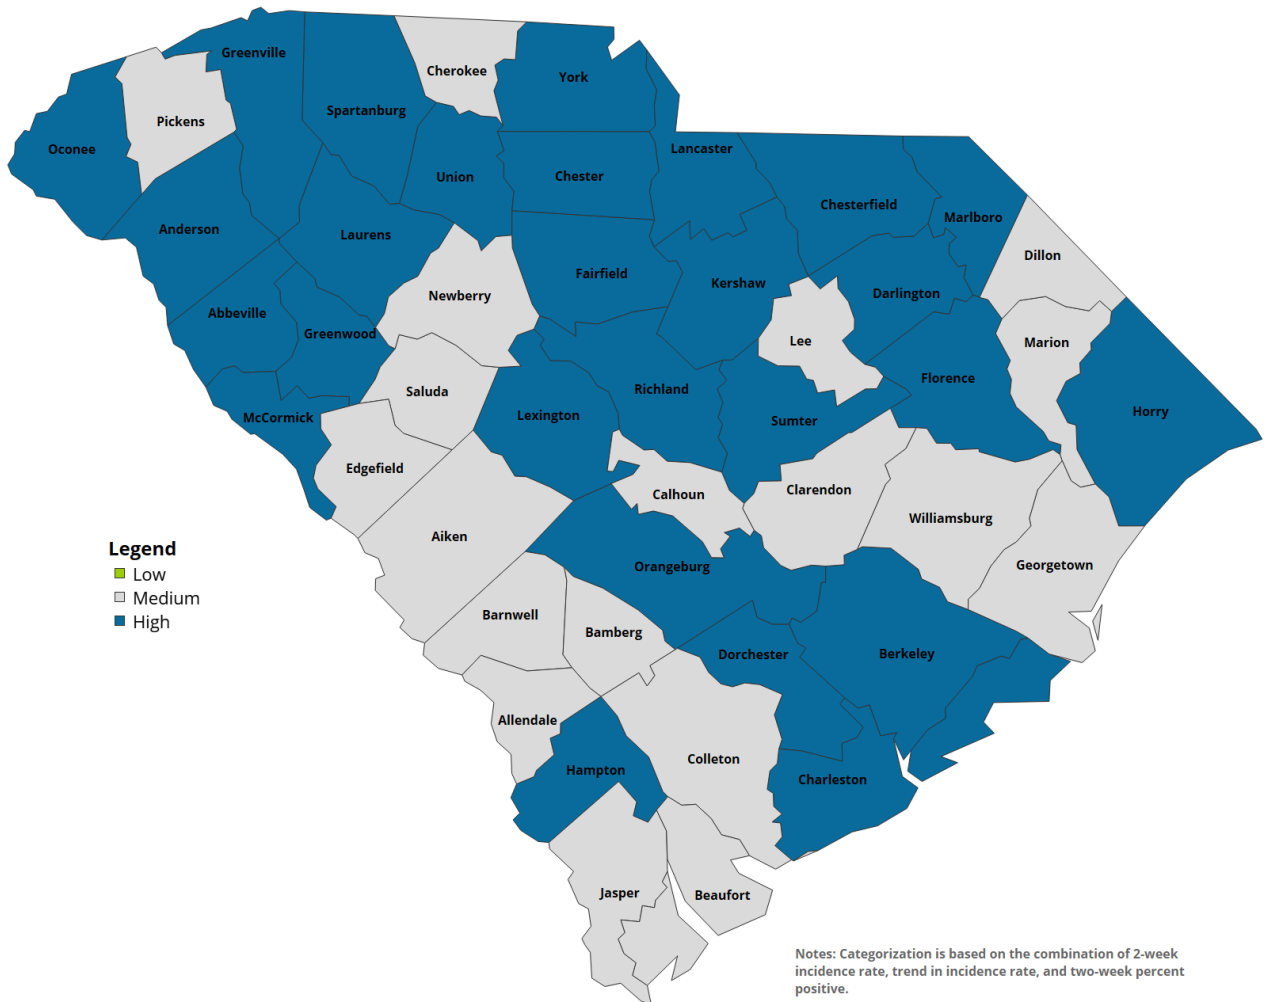 Greenville
Cherokee
York
Spartanburg
Pickens
Oconee
Lancaster
Union
Chester
Chesterfield
Marlboro
Anderson
Laurens
Dillon
Fairfield
Kershaw
Darlington
Newberry
Abbeville
Greenwood
Lee
Marion
Florence
Saluda
Richland
Horry
Lexington
McCormick
Sumter
Edgefield
Calhoun
Clarendon
Williamsburg
Aiken
Legend
Low
Medium
High
Orangeburg
Georgetown
Barnwell
Bamberg
Dorchester
Berkeley
Allendale
Colleton
Hampton
Charleston
Jasper
Beaufort
Notes: Categorization is based on the combination of 2-week
incidence rate, trend in incidence rate, and two-week percent
positive.